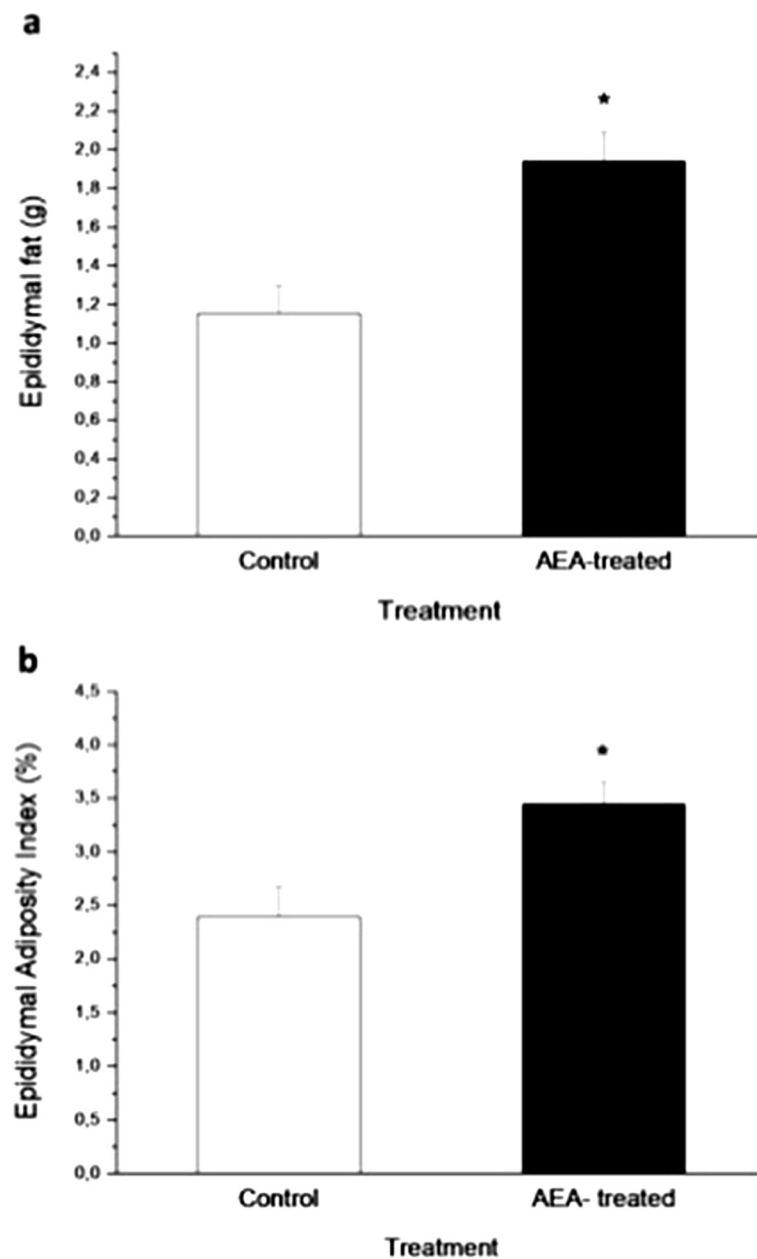 a
Epididymal fat (g)
2,4
2,2
2,0
1,8
1,6
1,4
1,2
1,0
0,8
0,6
0,4
0,2
0,0
*
Control
AEA-treated
Treatment
b
Epididymal Adiposity Index (%)
4,5
4,0
3,5
3,0
2,5
2,0
1,5
1,0
0,5
0,0
*
Control
AEA- treated
Treatment